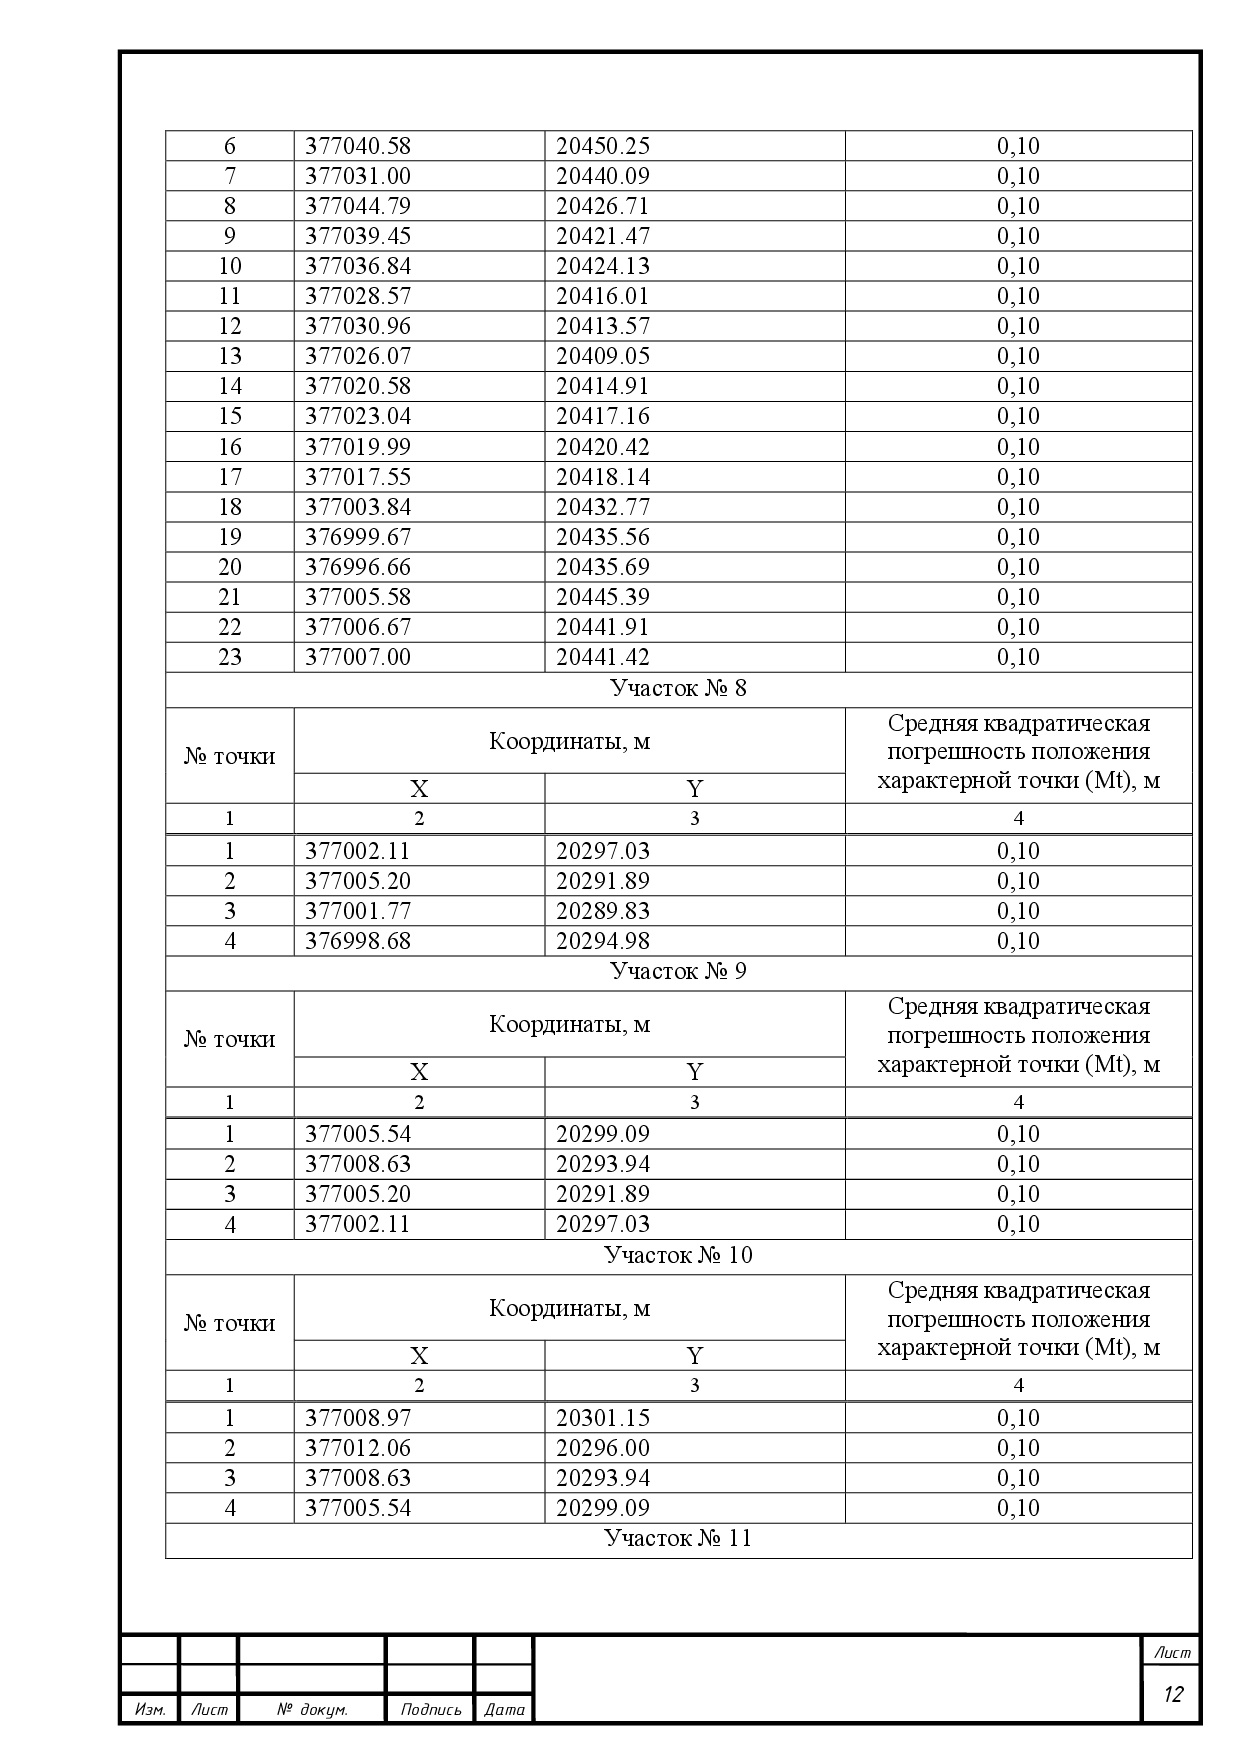 6 377040.58 20450.25 0,10
7 377031.00 20440.09 0,10
8 377044.79 20426.71 0,10
9 377039.45 20421.47 0,10
10 377036.84 20424.13 0,10
11 377028.57 20416.01 0,10
12 377030.96 20413.57 0,10
13 377026.07 20409.05 0,10
14 377020.58 20414.91 0,10
15 377023.04 20417.16 0,10
16 377019.99 20420.42 0,10
17 377017.55 20418.14 0,10
18 377003.84 20432.77 0,10
19 376999.67 20435.56 0,10
20 376996.66 20435.69 0,10
21 377005.58 20445.39 0,10
22 377006.67 20441.91 0,10
23 377007.00 20441.42 0,10
Участок № 8
№ точки
Координаты, м
Средняя квадратическая
погрешность положения
характерной точки (Mt), м
X Y
1 2 3 4
1 377002.11 20297.03 0,10
2 377005.20 20291.89 0,10
3 377001.77 20289.83 0,10
4 376998.68 20294.98 0,10
Участок № 9
№ точки
Координаты, м
Средняя квадратическая
погрешность положения
характерной точки (Mt), м
X Y
1 2 3 4
1 377005.54 20299.09 0,10
2 377008.63 20293.94 0,10
3 377005.20 20291.89 0,10
4 377002.11 20297.03 0,10
Участок № 10
№ точки
Координаты, м
Средняя квадратическая
погрешность положения
характерной точки (Mt), м
X Y
1 2 3 4
1 377008.97 20301.15 0,10
2 377012.06 20296.00 0,10
3 377008.63 20293.94 0,10
4 377005.54 20299.09 0,10
Участок № 11
Лист
12
Изм. Лист № докум. Подпись Дата